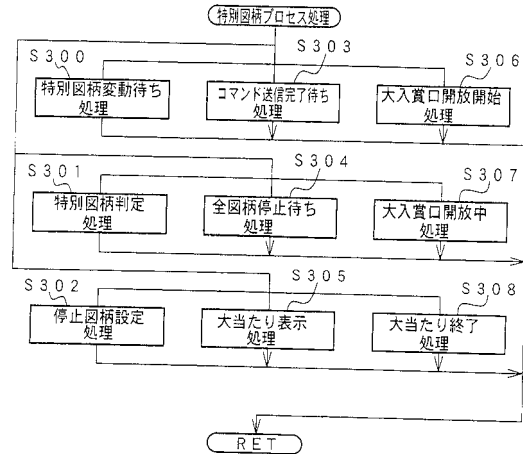 特別図柄プロセス処理
S300
S303
S306
特別図柄変動待ち
処理
コマンド送信完了待ち
処理
大入賞口開放開始
処理
S301
S304
S307
特別図柄判定
処理
全図柄停止待ち
処理
大入賞口開放中
処理
S302
S305
S308
停止図柄設定
処理
大当たり表示
処理
大当たり終了
処理
RET